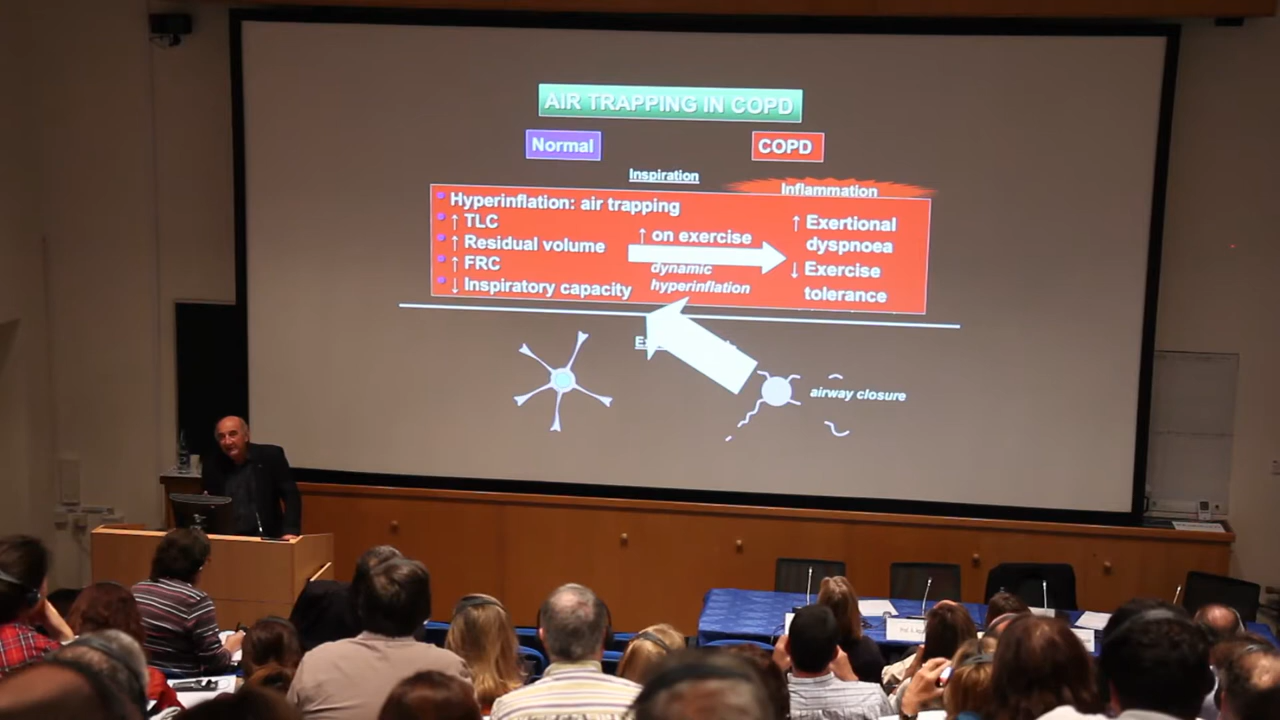 AIR TRAPPING IN COPD
Normal
COPD
Inspiration
Inflammation
Hyperinflation: air trapping
↑ TLC
↑ Residual volume
↑ FRC
↓ Inspiratory capacity
↑ on exercise
dynamic
hyperinflation
↑ Exertional
dyspnoea
↓ Exercise
tolerance
airway closure